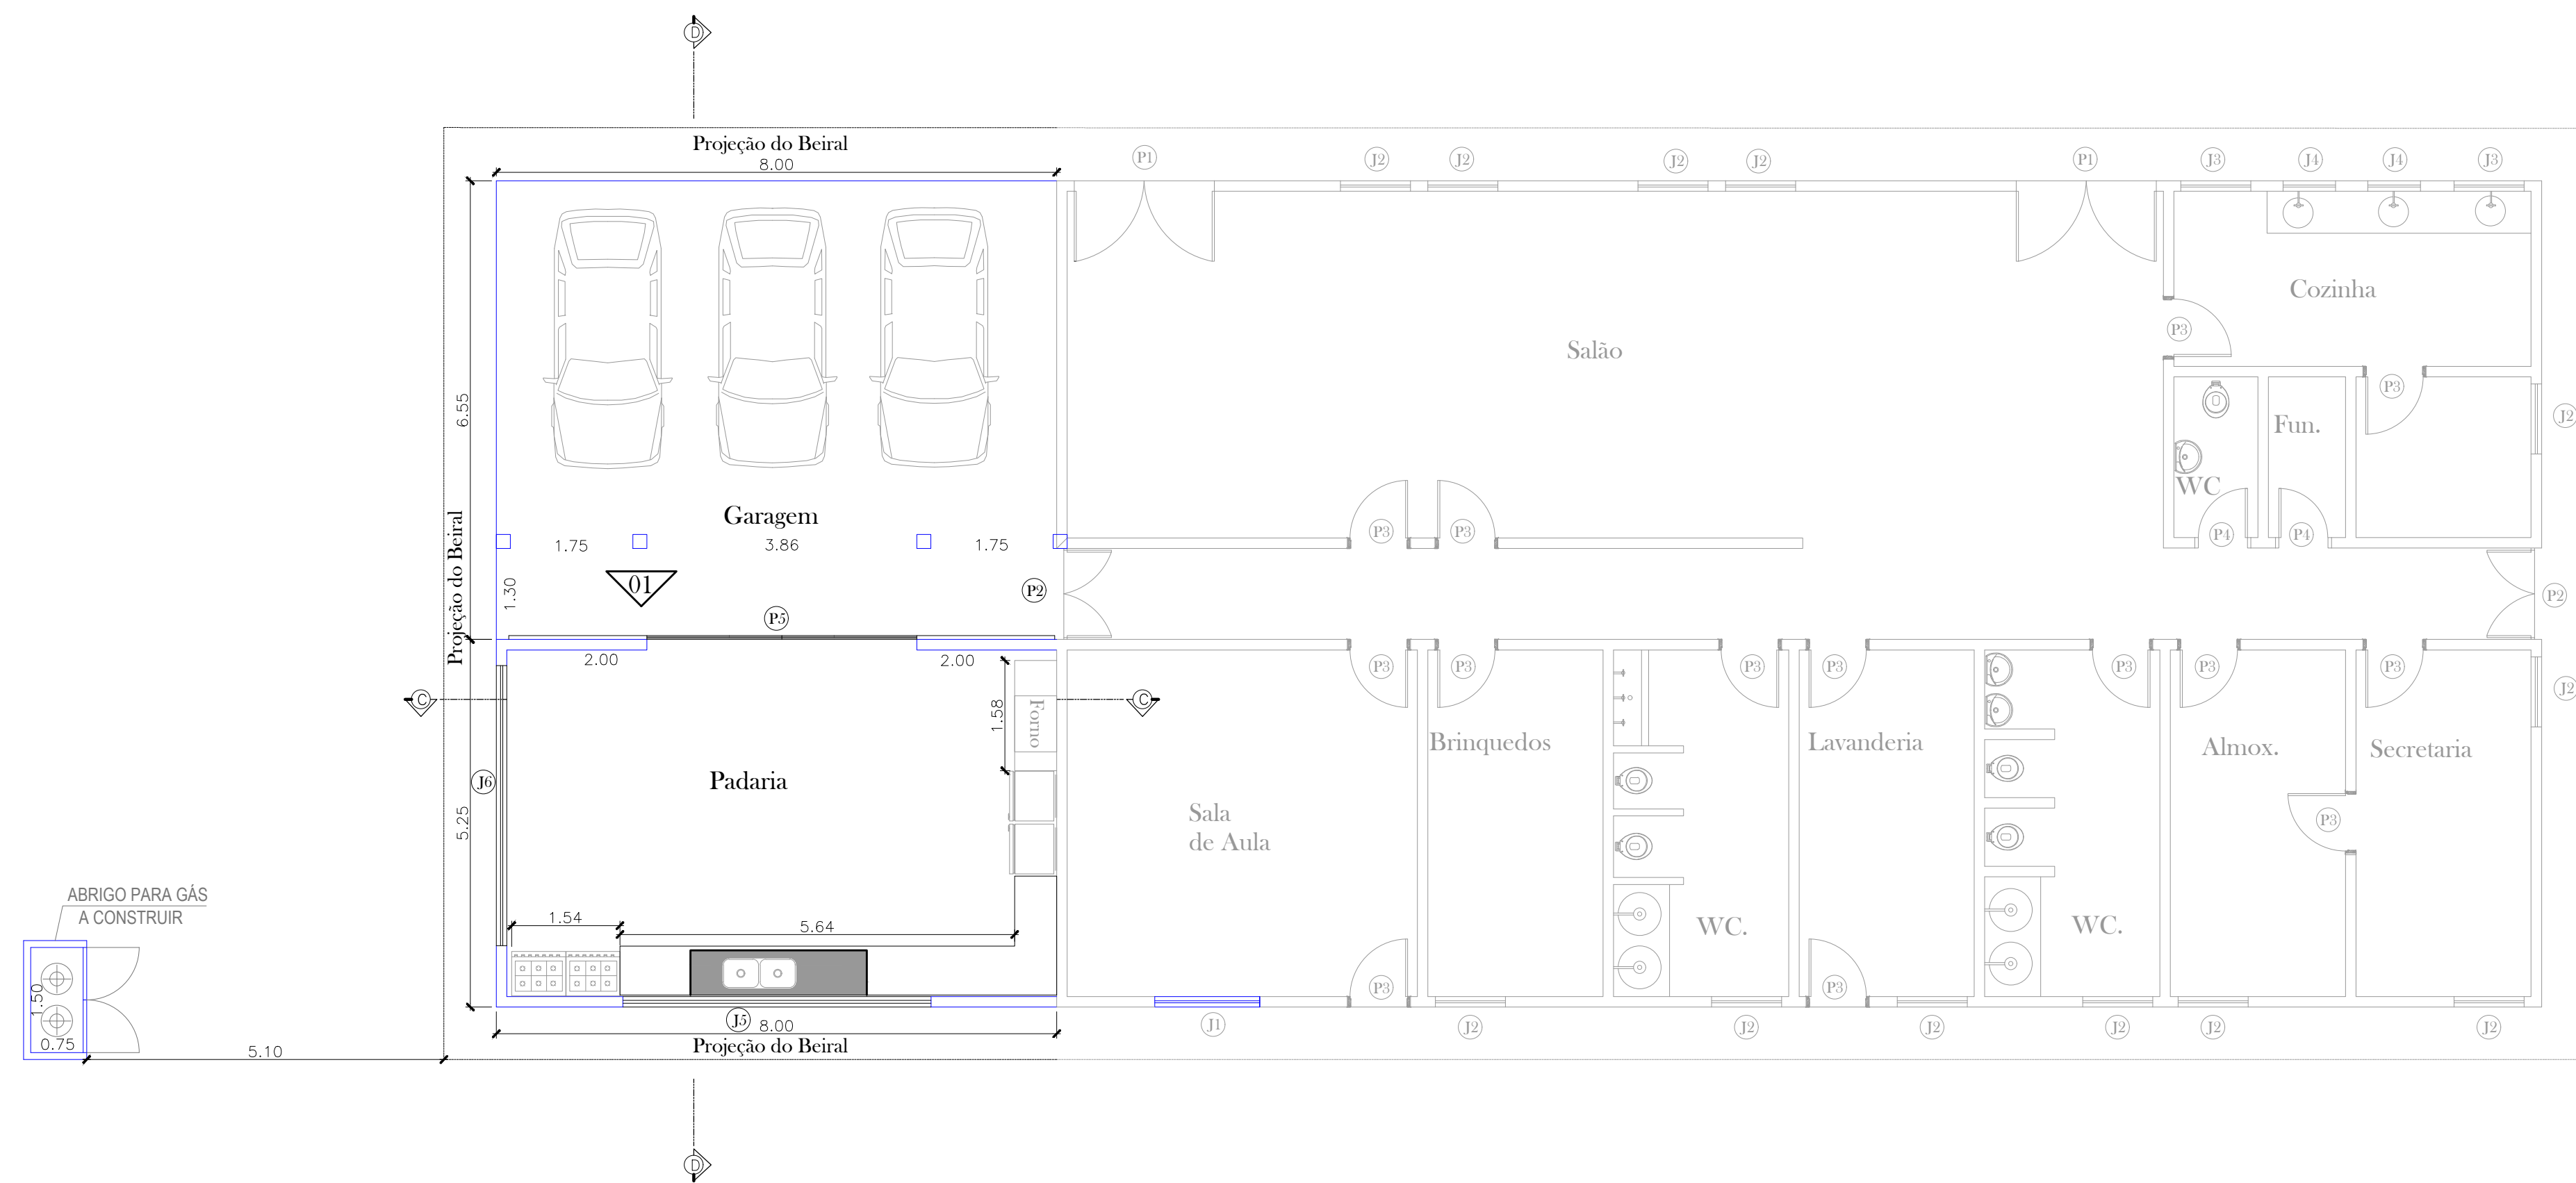 D
Projeção do Beiral
8.00
P1
J2
J2
J2
J2
P1
J3
J4
J4
J3
Cozinha
P3
Salão
P3
6.55
J2
Fun.
WC
Garagem
1.75
3.86
1.75
P3
P3
P4
P4
Projeção do Beiral
1.30
01
P2
P2
P5
2.00
2.00
P3
P3
P3
P3
P3
P3
P3
J2
C
C
1.58
Forno
Brinquedos
Lavanderia
Almox.
Secretaria
J6
Padaria
5.25
Sala
de Aula
P3
ABRIGO PARA GÁS
A CONSTRUIR
1.54
5.64
WC.
WC.
1.50
P3
P3
0.75
J5
8.00
J1
J2
J2
J2
J2
J2
J2
Projeção do Beiral
5.10
D